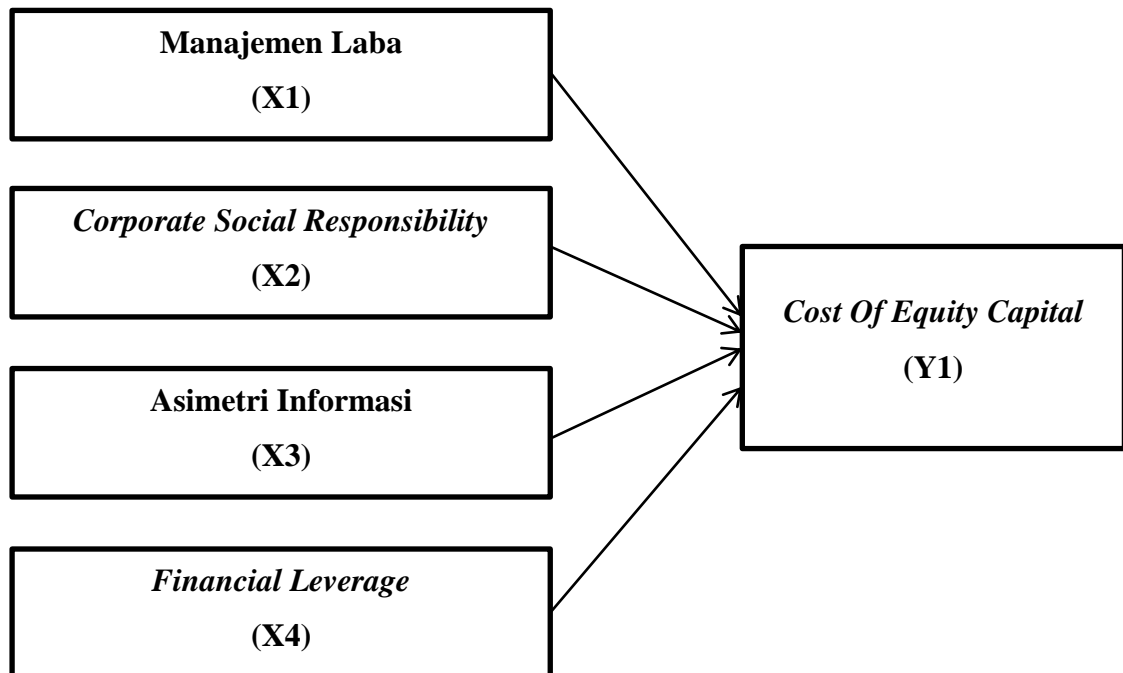 Manajemen Laba
(X1)
Corporate Social Responsibility
(X2)
Asimetri Informasi
(X3)
Financial Leverage
(X4)
Cost Of Equity Capital
(Y1)